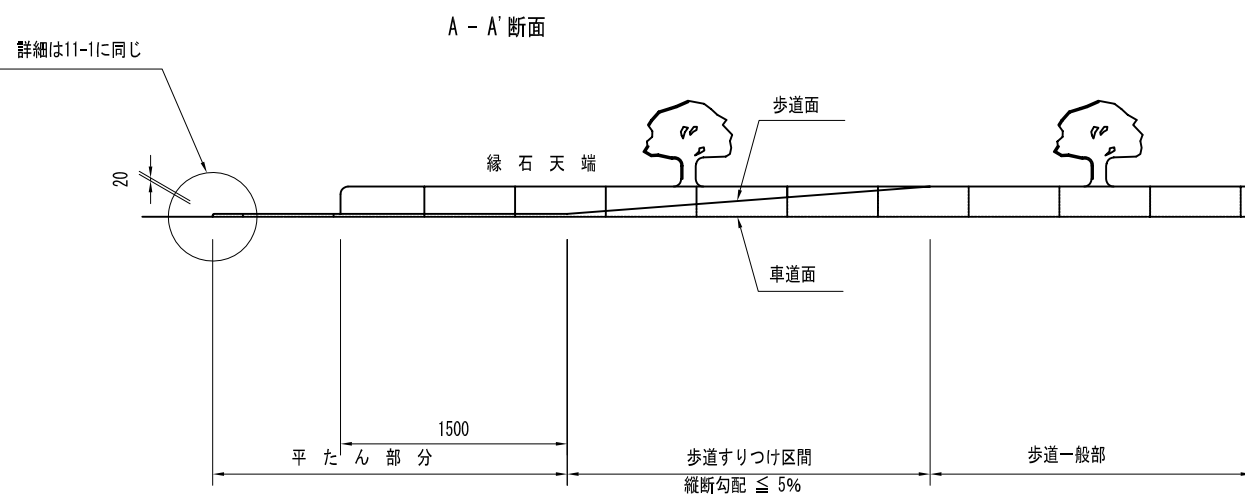 A - A' 断面
詳細は11-1に同じ
歩道面
縁石天端
20
車道面
1500
平たん部分
歩道すりつけ区間
縦断勾配 ≦ 5%
歩道一般部